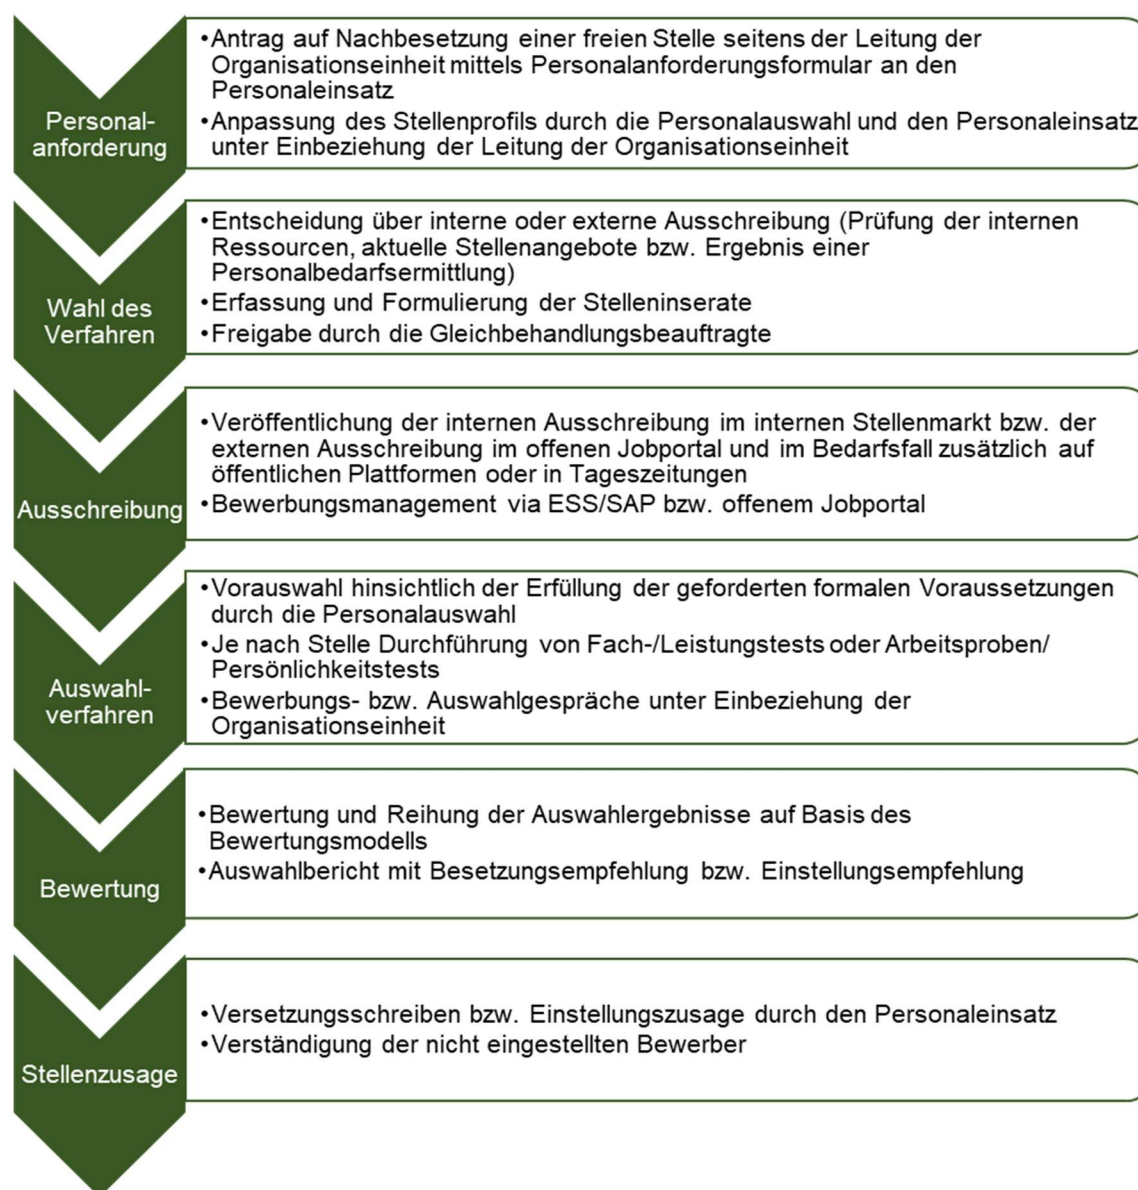 Personal-
anforderung
•Antrag auf Nachbesetzung einer freien Stelle seitens der Leitung der
Organisationseinheit mittels Personalanforderungsformular an den
Personaleinsatz
•Anpassung des Stellenprofils durch die Personalauswahl und den Personaleinsatz
unter Einbeziehung der Leitung der Organisationseinheit
Wahl des
Verfahren
•Entscheidung über interne oder externe Ausschreibung (Prüfung der internen
Ressourcen, aktuelle Stellenangebote bzw. Ergebnis einer
Personalbedarfsermittlung)
•Erfassung und Formulierung der Stelleninserate
•Freigabe durch die Gleichbehandlungsbeauftragte
Ausschreibung
•Veröffentlichung der internen Ausschreibung im internen Stellenmarkt bzw. der
externen Ausschreibung im offenen Jobportal und im Bedarfsfall zusätzlich auf
öffentlichen Plattformen oder in Tageszeitungen
•Bewerbungsmanagement via ESS/SAP bzw. offenem Jobportal
Auswahl-
verfahren
•Vorauswahl hinsichtlich der Erfüllung der geforderten formalen Voraussetzungen
durch die Personalauswahl
•Je nach Stelle Durchführung von Fach-/Leistungstests oder Arbeitsproben/
Persönlichkeitstests
•Bewerbungs- bzw. Auswahlgespräche unter Einbeziehung der
Organisationseinheit
Bewertung
•Bewertung und Reihung der Auswahlergebnisse auf Basis des
Bewertungsmodells
•Auswahlbericht mit Besetzungsempfehlung bzw. Einstellungsempfehlung
Stellenzusage
•Versetzungsschreiben bzw. Einstellungszusage durch den Personaleinsatz
•Verständigung der nicht eingestellten Bewerber